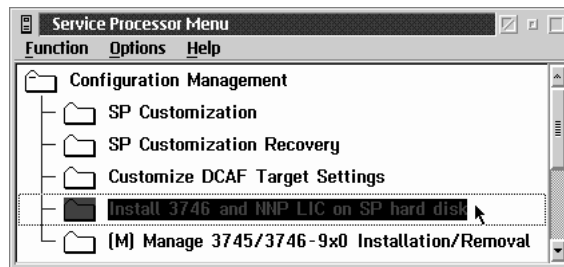 Service Processor Menu
Function Options Help
Configuration Management
SP Customization
SP Customization Recovery
Customize DCAF Target Settings
Install 3746 and NNP LIC on SP hard disk
(M) Manage 3745/3746-9x0 Installation/Removal